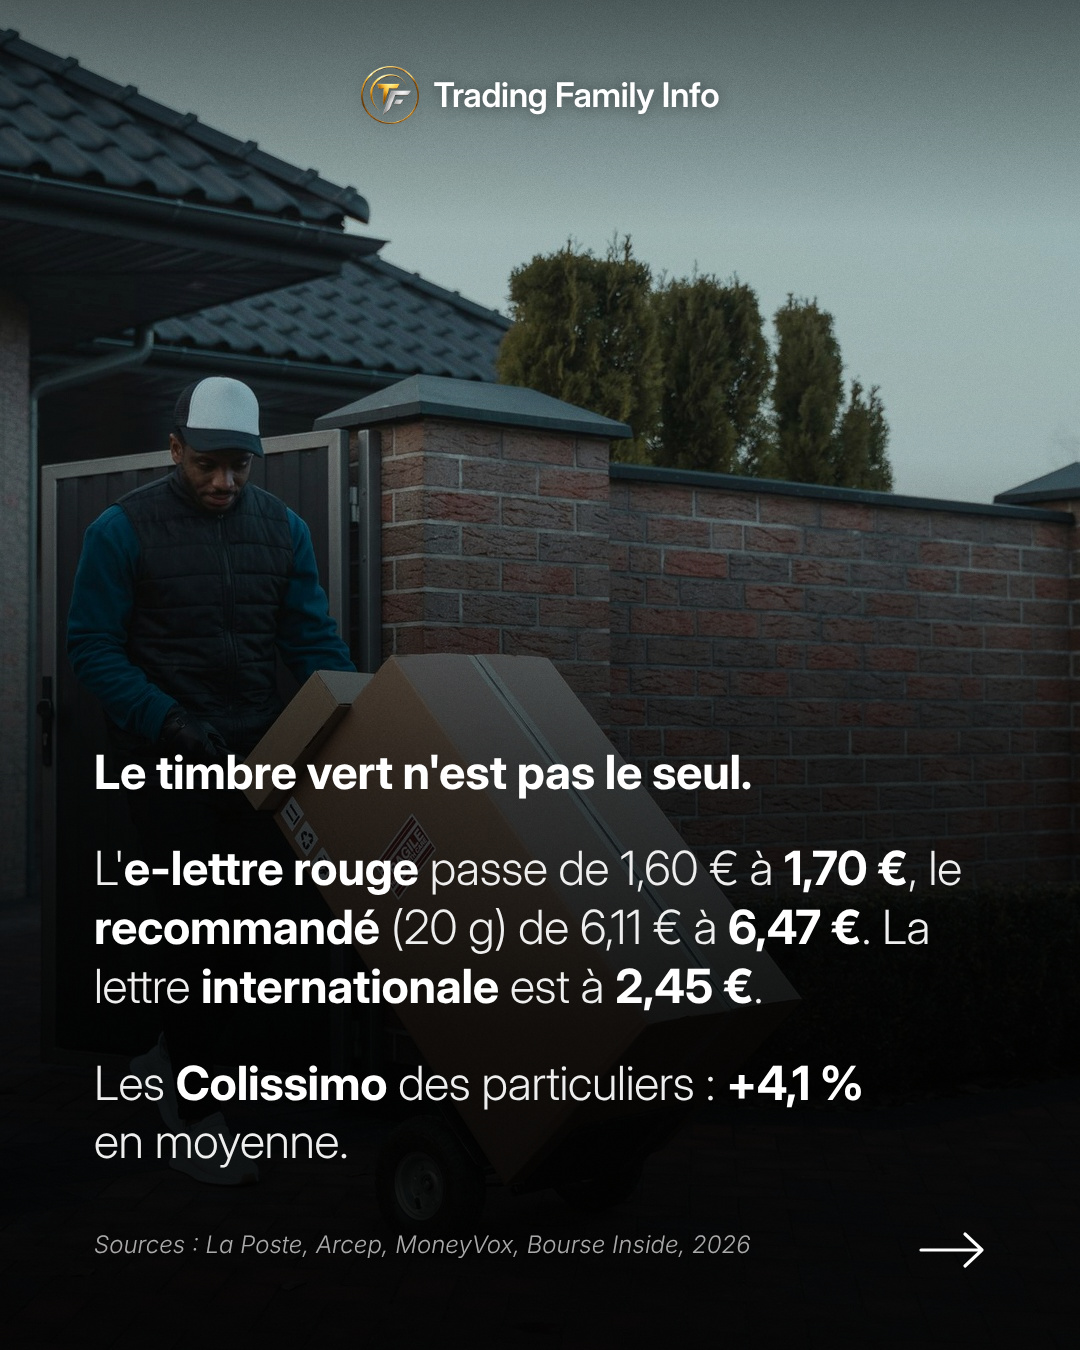 Trading Family Info
Le timbre vert n'est pas le seul.
L'e-lettre rouge passe de 1,60 € à 1,70 €, le
recommandé (20 g) de 6,11 € à 6,47 €. La
lettre internationale est à 2,45 €.
Les Colissimo des particuliers : +4,1 %
en moyenne.
Sources : La Poste, Arcep, MoneyVox, Bourse Inside, 2026